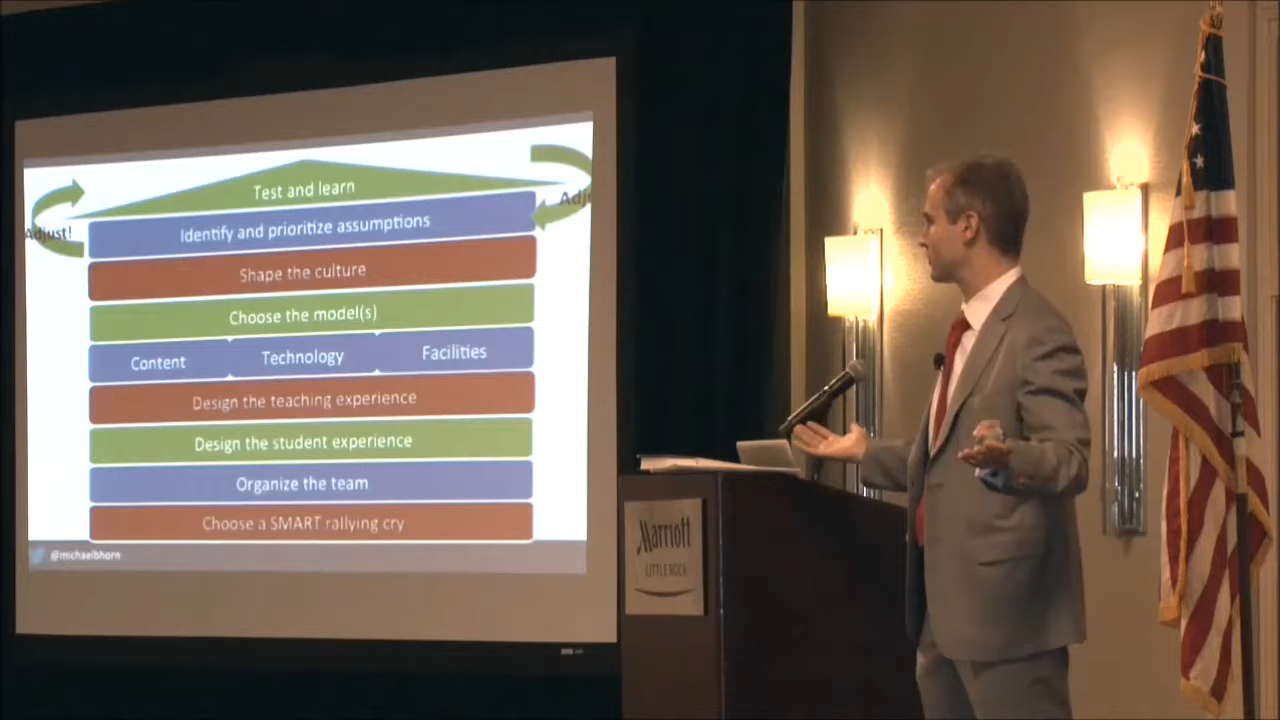 Test and learn
Adjust!
Identify and prioritize assumptions
Shape the culture
Choose the model(s)
Content Technology Facilities
Design the teaching experience
Design the student experience
Organize the team
Choose a SMART rallying cry
@michaelbhorn
Marriott
LITTLE ROCK